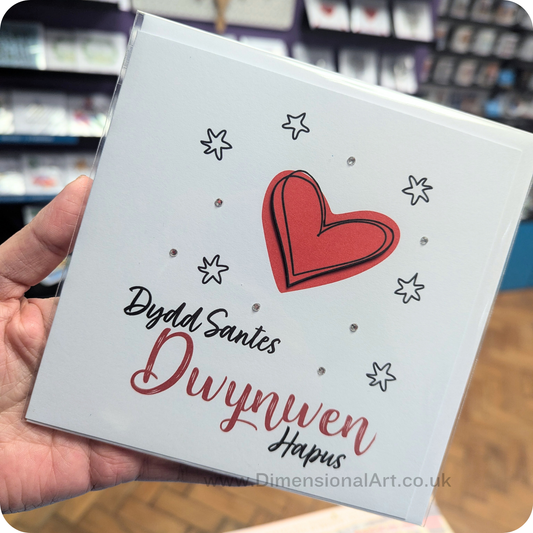 Dydd Santes
Dwynwen
Hapus
www.DimensionalArt.co.uk